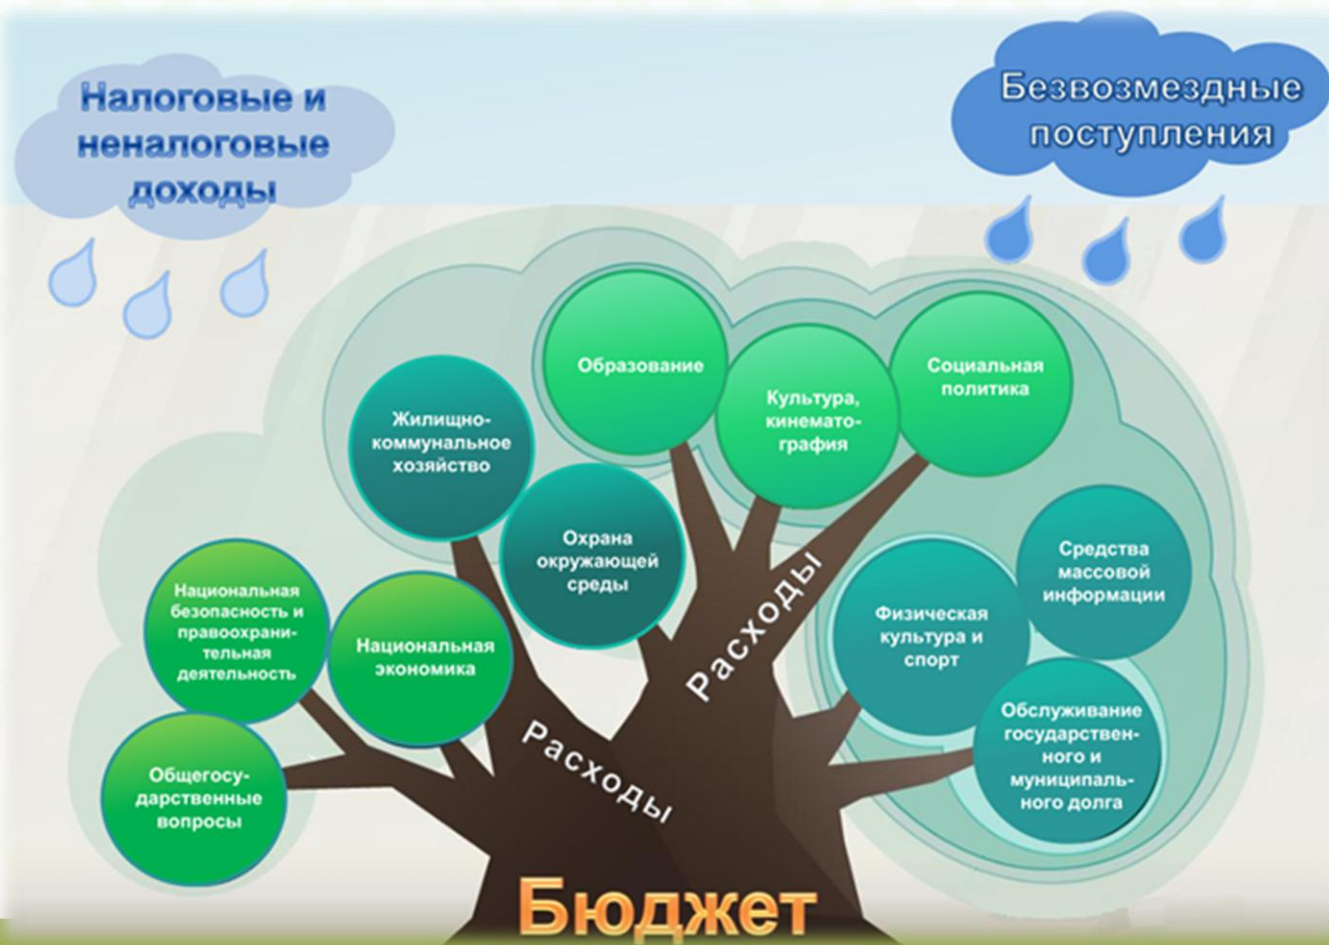 Налоговые и
неналоговые
доходы
Безвозмездные
поступления
Образование
Культура,
кинемато-
графия
Социальная
политика
Жилищно-
коммунальное
хозяйство
Охрана
окружающей
среды
Национальная
безопасность и
правоохрани-
тельная
деятельность
Национальная
экономика
Общегосу-
дарственные
вопросы
Средства
массовой
информации
Физическая
культура и
спорт
Обслуживание
государствен-
ного и
муниципаль-
ного долга
Расходы
Расходы
Бюджет